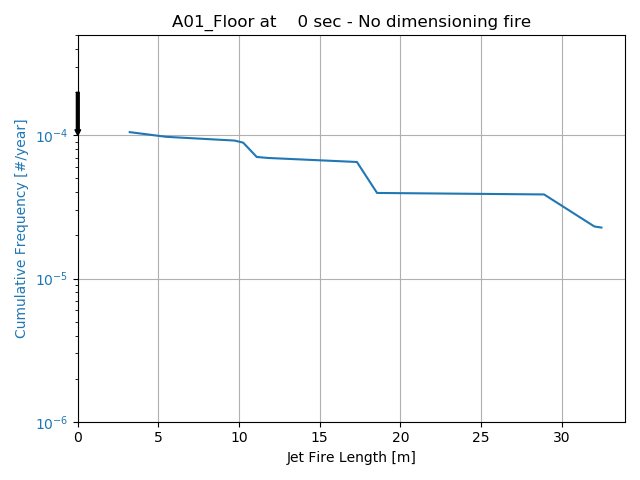 A01_Floor at    0 sec - No dimensioning fire
Cumulative Frequency [#/year]
10⁻⁴
10⁻⁵
10⁻⁶
0 5 10 15 20 25 30
Jet Fire Length [m]